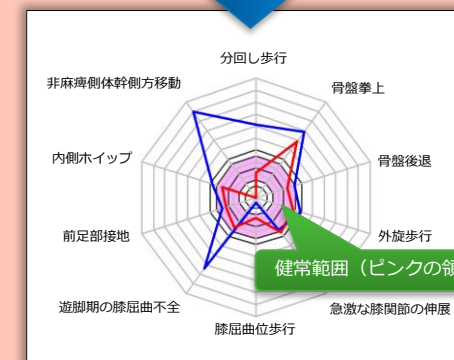 分回し歩行
非麻痺側体幹側方移動
骨盤挙上
内側ホイップ
骨盤後退
前足部接地
外旋歩行
健常範囲（ピンクの領
遊脚期の膝屈曲不全
急激な膝関節の伸展
膝屈曲位歩行